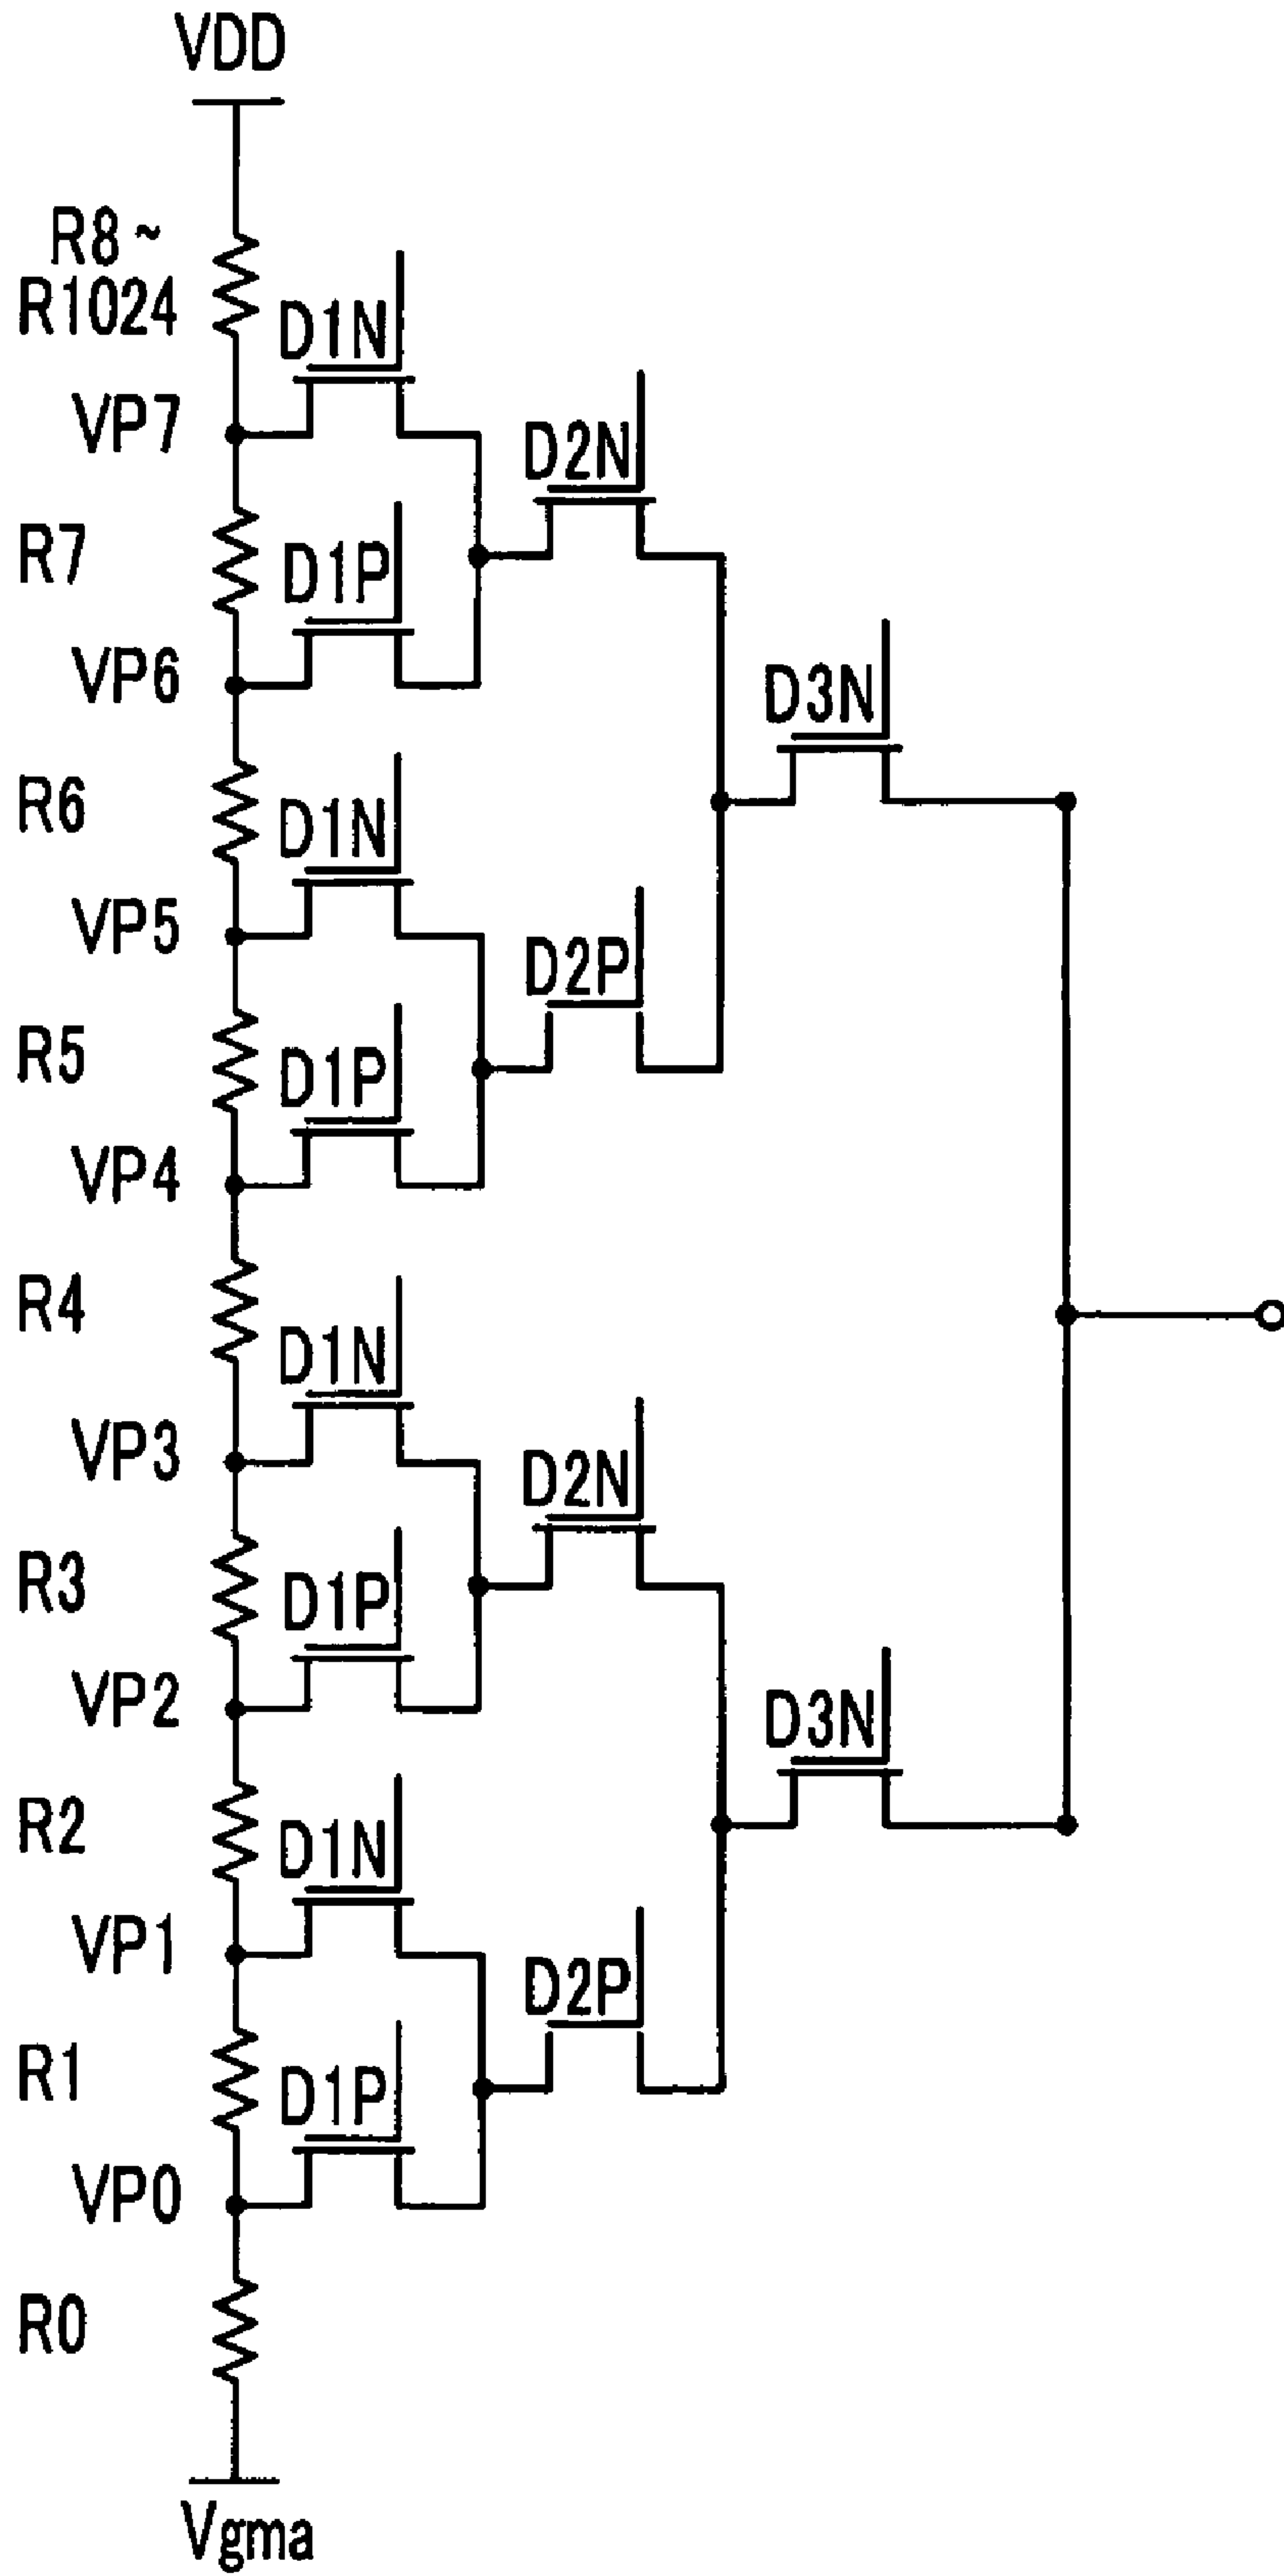 VDD
R8~
R1024
D1N
VP7
D2N
R7
D1P
VP6
D3N
R6
D1N
VP5
D2P
R5
D1P
VP4
R4
D1N
VP3
D2N
R3
D1P
VP2
D3N
R2
D1N
VP1
D2P
R1
D1P
VP0
R0
Vgma